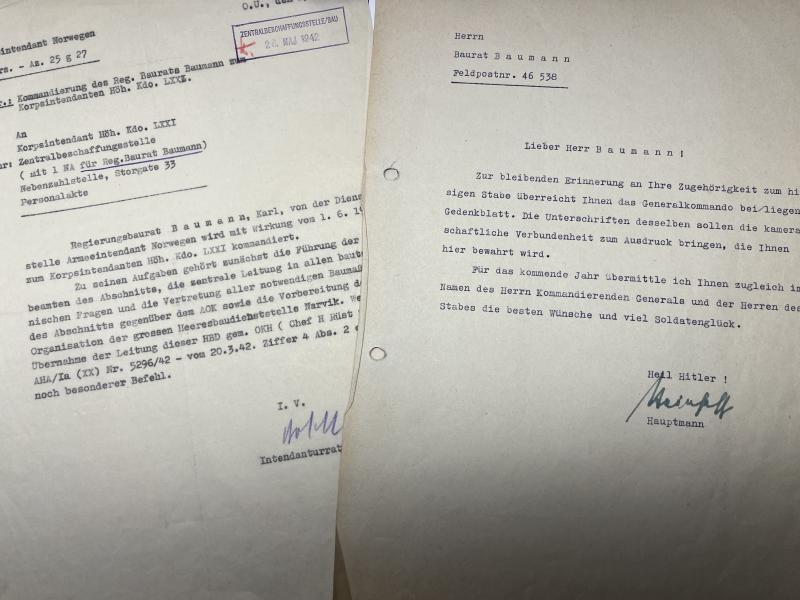 O.U., den
intendant Norwegen
rs. - Az. 25 g 27
ZENTRALBESCHAFFUNGSSTELLE/BAU
26. MAI 1942
Kommandierung des Reg. Baurats Baumann zum
Korpsintendanten Höh. Kdo. LXXI.
An
Korpsintendant Höh. Kdo. LXXI
Zentralbeschaffungsstelle
( mit 1 NA für Reg.Baurat Baumann)
Nebenzahlstelle, Storgate 33
Personalakte
Regierungsbaurat B a u m a n n, Karl, von der Diens
stelle Armeeintendant Norwegen wird mit Wirkung vom 1. 6. 19
zum Korpsintendanten Höh. Kdo. LXXI kommandiert.
Zu seinen Aufgaben gehört zunächst die Führung der
beamten des Abschnitts, die zentrale Leitung in allen baute
nischen Fragen und die Vertretung aller notwendigen Baumaß
des Abschnitts gegenüber dem AOK sowie die Vorbereitung d
Organisation der grossen Heeresbaudienststelle Narvik. We
Übernahme der Leitung dieser HBD gem. OKH ( Chef H Rüst
AHA/Ia (XX) Nr. 5296/42 - vom 20.3.42. Ziffer 4 Abs. 2 e
noch besonderer Befehl.
I. V.
Intendanturrat
Herrn
Baurat B a u m a n n
Feldpostnr. 46 538
Lieber Herr B a u m a n n !
Zur bleibenden Erinnerung an Ihre Zugehörigkeit zum hi
sigen Stabe überreicht Ihnen das Generalkommando bei/liegen
Gedenkblatt. Die Unterschriften desselben sollen die kamera
schaftliche Verbundenheit zum Ausdruck bringen, die Ihnen
hier bewahrt wird.
Für das kommende Jahr übermittle ich Ihnen zugleich im
Namen des Herrn Kommandierenden Generals und der Herren des
Stabes die besten Wünsche und viel Soldatenglück.
Heil Hitler !
Hauptmann